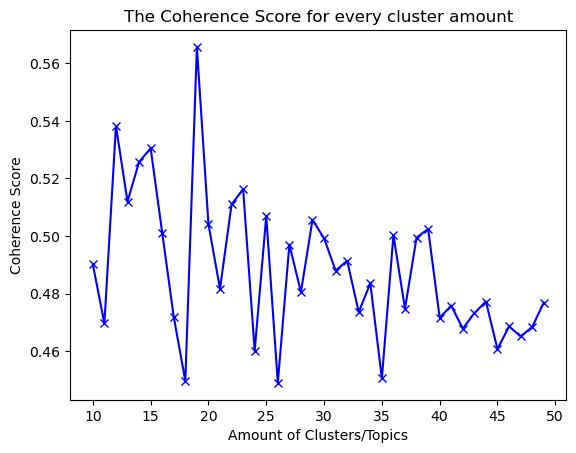 The Coherence Score for every cluster amount
0.56
0.54
0.52
0.50
0.48
0.46
Coherence Score
10 15 20 25 30 35 40 45 50
Amount of Clusters/Topics